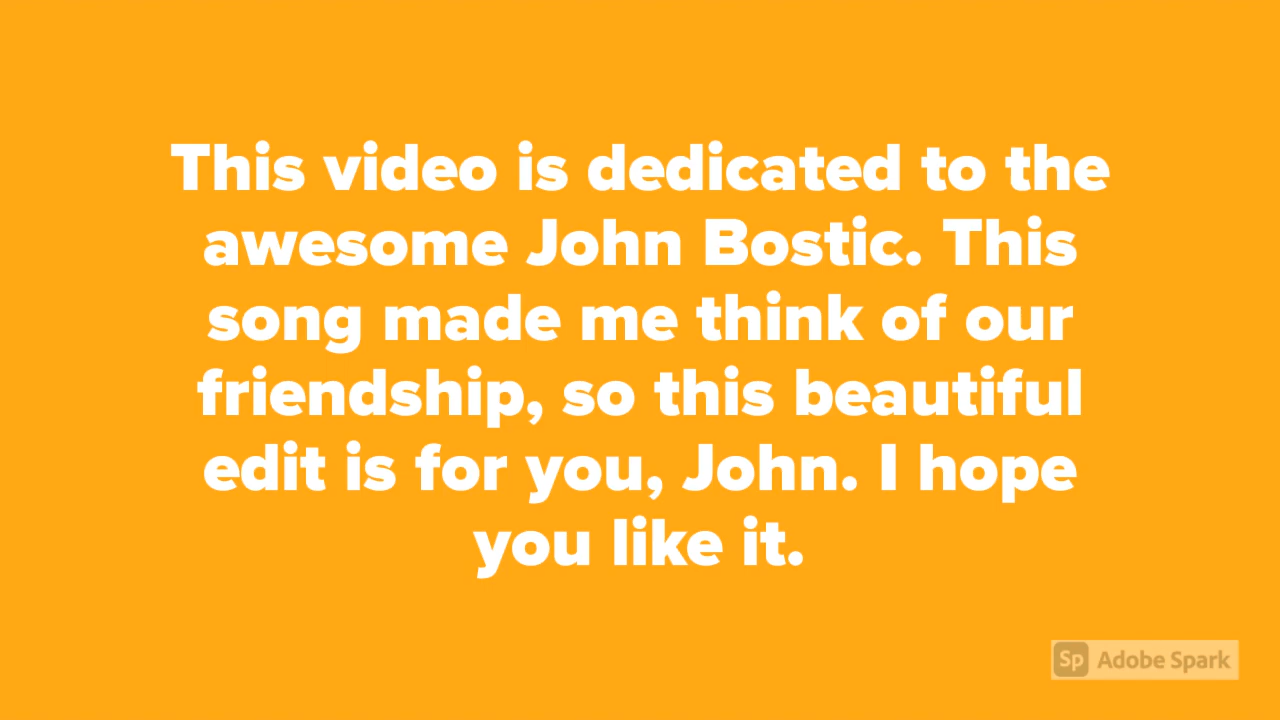 This video is dedicated to the
awesome John Bostic. This
song made me think of our
friendship, so this beautiful
edit is for you, John. I hope
you like it.
Sp Adobe Spark